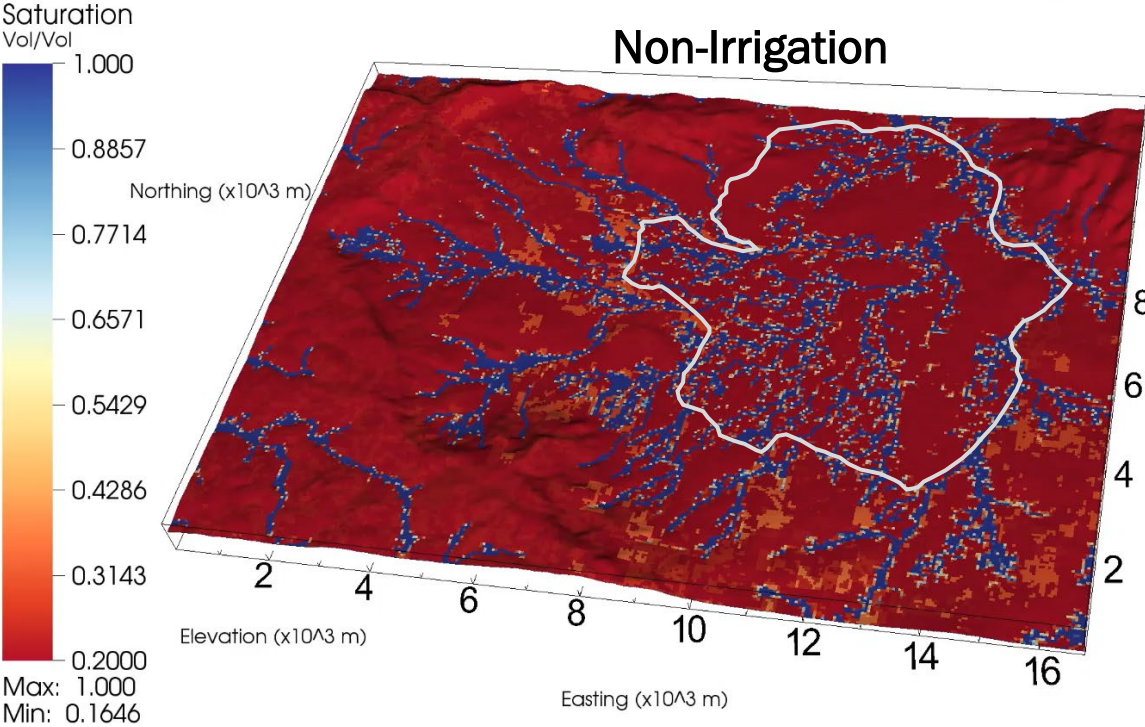 Saturation
Vol/Vol
Non-Irrigation
1.000
0.8857
0.7714
0.6571
0.5429
0.4286
0.3143
0.2000
Max: 1.000
Min: 0.1646
Northing (x10^3 m)
8
6
4
2
2
4
6
8
10
12
14
16
Elevation (x10^3 m)
Easting (x10^3 m)